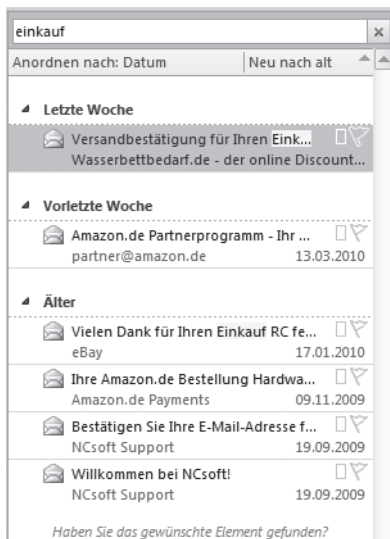 einkauf
Anordnen nach: Datum Neu nach alt
Letzte Woche
Versandbestätigung für Ihren Eink...
Wasserbettbedarf.de - der online Discount...
Vorletzte Woche
Amazon.de Partnerprogramm - Ihr ...
partner@amazon.de 13.03.2010
Älter
Vielen Dank für Ihren Einkauf RC fe...
eBay 17.01.2010
Ihre Amazon.de Bestellung Hardwa...
Amazon.de Payments 09.11.2009
Bestätigen Sie Ihre E-Mail-Adresse f...
NCsoft Support 19.09.2009
Willkommen bei NCsoft!
NCsoft Support 19.09.2009
Haben Sie das gewünschte Element gefunden?